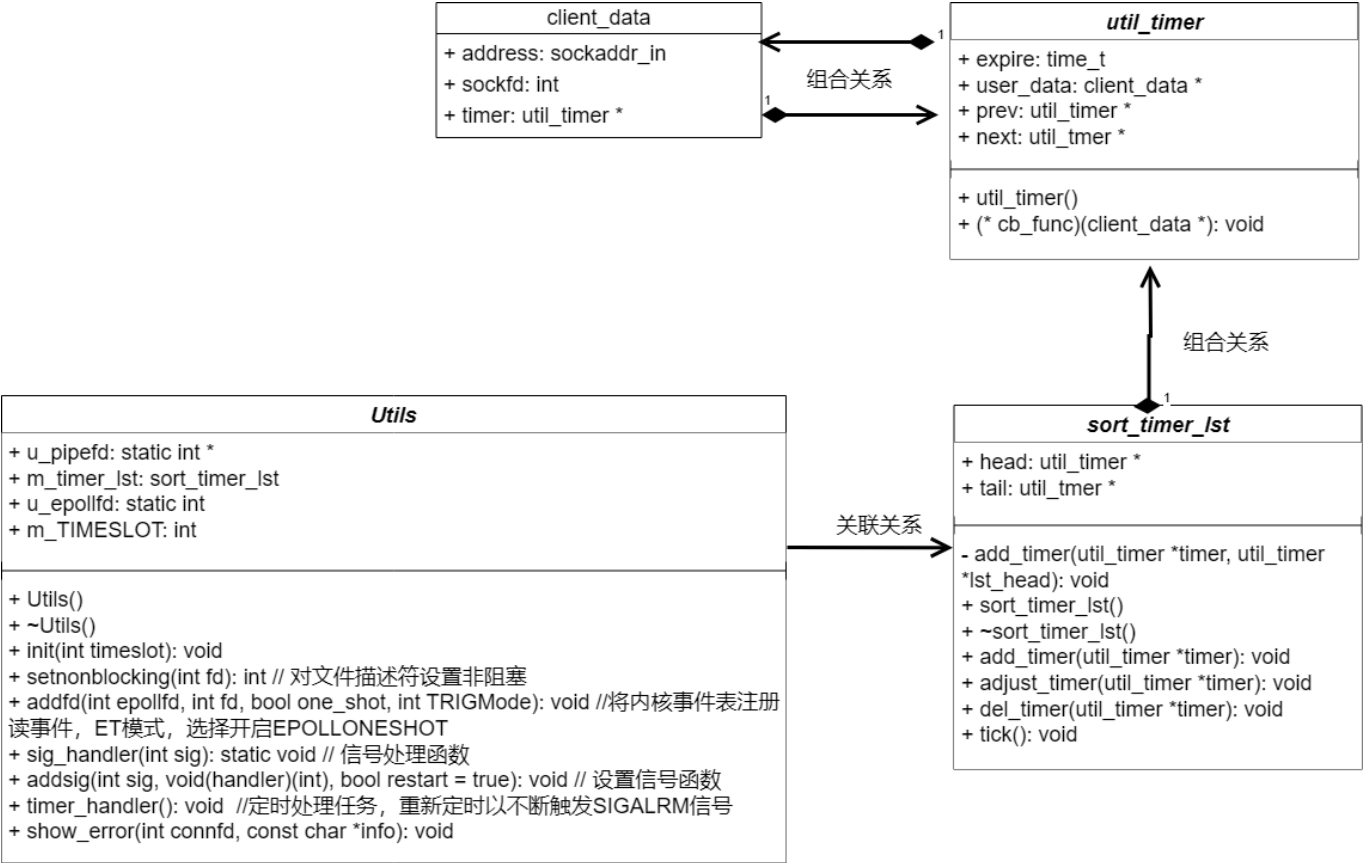 client_data
+ address: sockaddr_in
+ sockfd: int
+ timer: util_timer *
1
组合关系
1
util_timer
+ expire: time_t
+ user_data: client_data *
+ prev: util_timer *
+ next: util_tmer *
+ util_timer()
+ (* cb_func)(client_data *): void
组合关系
1
Utils
+ u_pipefd: static int *
+ m_timer_lst: sort_timer_lst
+ u_epollfd: static int
+ m_TIMESLOT: int
+ Utils()
+ ~Utils()
+ init(int timeslot): void
+ setnonblocking(int fd): int // 对文件描述符设置非阻塞
+ addfd(int epollfd, int fd, bool one_shot, int TRIGMode): void //将内核事件表注册
读事件，ET模式，选择开启EPOLLONESHOT
+ sig_handler(int sig): static void // 信号处理函数
+ addsig(int sig, void(handler)(int), bool restart = true): void // 设置信号函数
+ timer_handler(): void  //定时处理任务，重新定时以不断触发SIGALRM信号
+ show_error(int connfd, const char *info): void
关联关系
sort_timer_lst
+ head: util_timer *
+ tail: util_tmer *
- add_timer(util_timer *timer, util_timer
*lst_head): void
+ sort_timer_lst()
+ ~sort_timer_lst()
+ add_timer(util_timer *timer): void
+ adjust_timer(util_timer *timer): void
+ del_timer(util_timer *timer): void
+ tick(): void